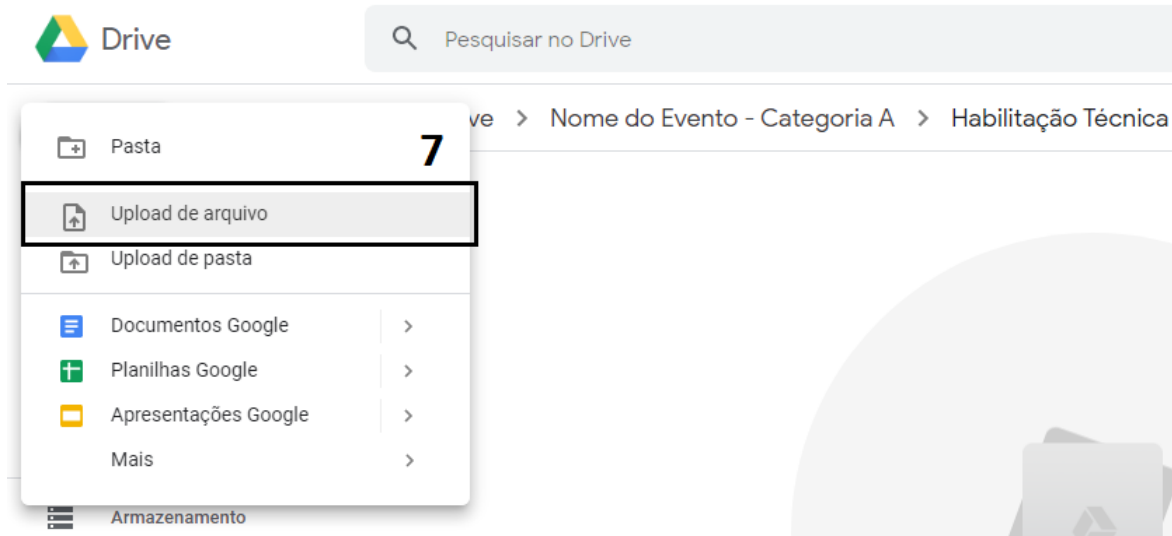 Drive
Pesquisar no Drive
ve > Nome do Evento - Categoria A > Habilitação Técnica
Pasta
7
Upload de arquivo
Upload de pasta
Documentos Google
Planilhas Google
Apresentações Google
Mais
Armazenamento